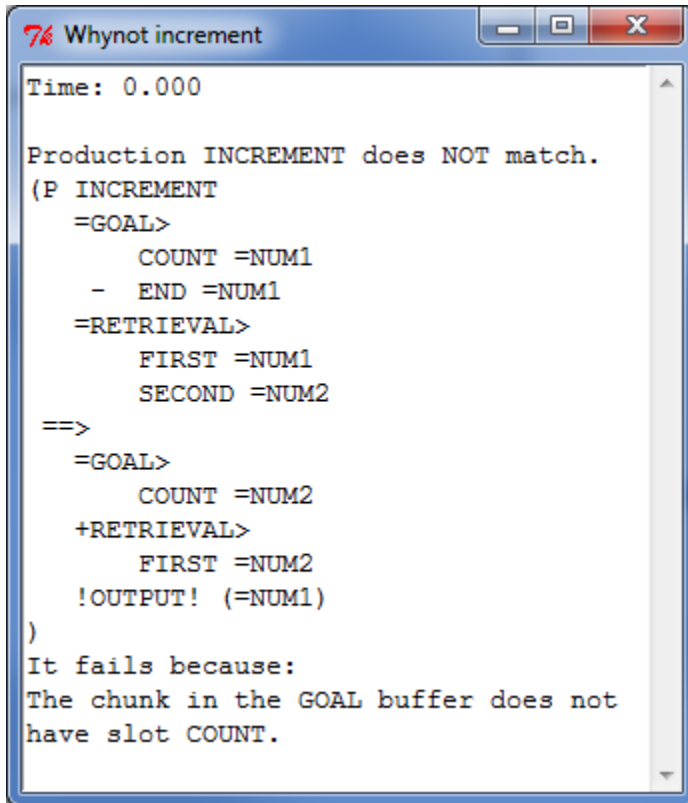 Whynot increment
Time: 0.000
Production INCREMENT does NOT match.
(P INCREMENT
   =GOAL>
       COUNT =NUM1
    -  END =NUM1
   =RETRIEVAL>
       FIRST =NUM1
       SECOND =NUM2
 ==>
   =GOAL>
       COUNT =NUM2
   +RETRIEVAL>
       FIRST =NUM2
   !OUTPUT! (=NUM1)
)
It fails because:
The chunk in the GOAL buffer does not
have slot COUNT.